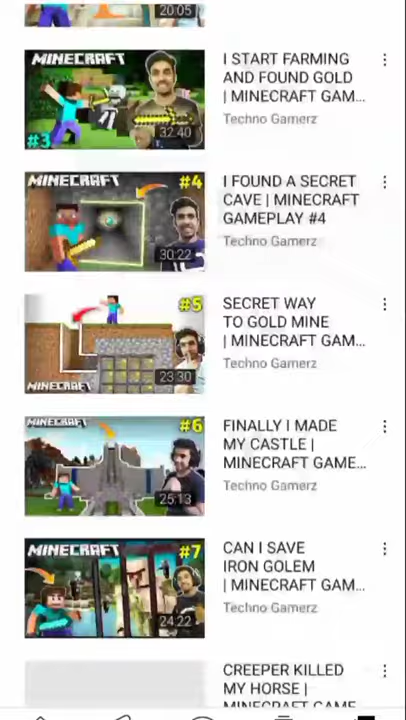 20:05
MINECRAFT
#3
32:40
I START FARMING
AND FOUND GOLD
| MINECRAFT GAM...
Techno Gamerz
MINECRAFT
#4
30:22
I FOUND A SECRET
CAVE | MINECRAFT
GAMEPLAY #4
Techno Gamerz
#5
MINECRAFT
23:30
SECRET WAY
TO GOLD MINE
| MINECRAFT GAM...
Techno Gamerz
MINECRAFT
#6
25:13
FINALLY I MADE
MY CASTLE |
MINECRAFT GAME...
Techno Gamerz
MINECRAFT
#7
24:22
CAN I SAVE
IRON GOLEM
| MINECRAFT GAM...
Techno Gamerz
CREEPER KILLED
MY HORSE |
MINECRAFT GAME